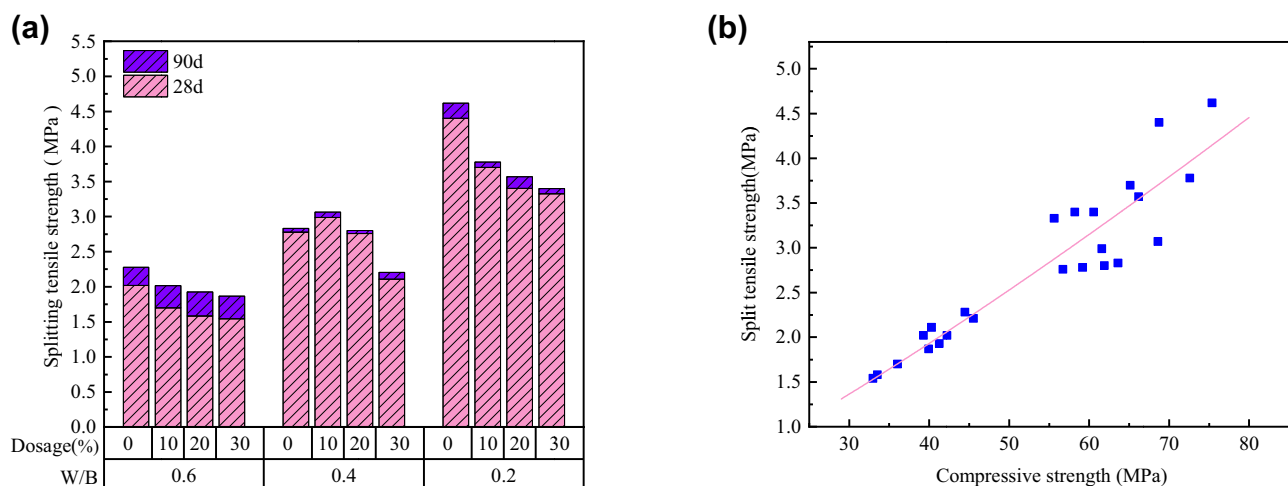 (a)
5.5
5.0
4.5
4.0
3.5
3.0
2.5
2.0
1.5
1.0
0.5
0.0
Splitting tensile strength ( MPa )
90d
28d
Dosage(%) 0 10 20 30 0 10 20 30 0 10 20 30
W/B 0.6 0.4 0.2
(b)
5.0
4.5
4.0
3.5
3.0
2.5
2.0
1.5
1.0
Split tensile strength(MPa)
30 40 50 60 70 80
Compressive strength (MPa)